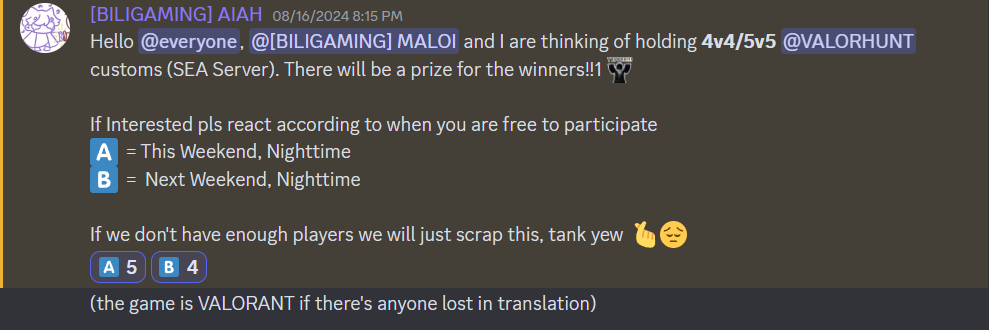 [BILIGAMING] AIAH 08/16/2024 8:15 PM
Hello @everyone, @[BILIGAMING] MALOI and I are thinking of holding 4v4/5v5 @VALORHUNT
customs (SEA Server). There will be a prize for the winners!!1
If Interested pls react according to when you are free to participate
A = This Weekend, Nighttime
B = Next Weekend, Nighttime
If we don't have enough players we will just scrap this, tank yew
A 5 B 4
(the game is VALORANT if there's anyone lost in translation)